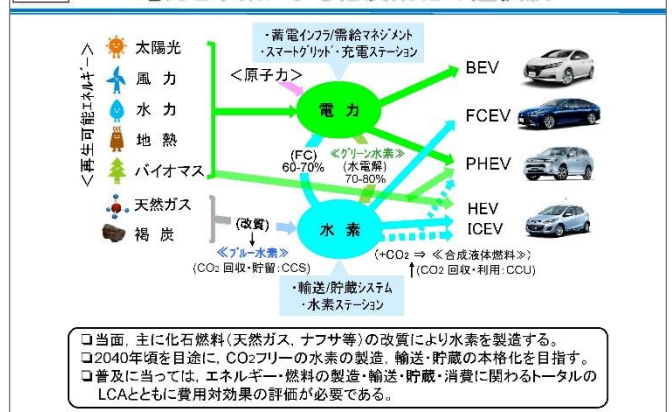 ・蓄電インフラ/需給マネジメント
・スマートグリッド・充電ステーション
<再生可能エネルギー>
太陽光
風力
水力
地熱
バイオマス
天然ガス
褐炭
<原子力>
電力
(FC)
60-70%
≪グリーン水素≫
(水電解)
70-80%
(改質)
≪ブルー水素≫
(CO2 回収・貯留:CCS)
水素
BEV
FCEV
PHEV
HEV
ICEV
(+CO2 ⇒ ≪合成液体燃料≫)
(CO2 回収・利用:CCU)
・輸送/貯蔵システム
・水素ステーション
□当面, 主に化石燃料(天然ガス, ナフサ等)の改質により水素を製造する。
□2040年頃を目途に, CO2フリーの水素の製造, 輸送・貯蔵の本格化を目指す。
□普及に当っては, エネルギー・燃料の製造・輸送・貯蔵・消費に関わるトータルの
LCAとともに費用対効果の評価が必要である。